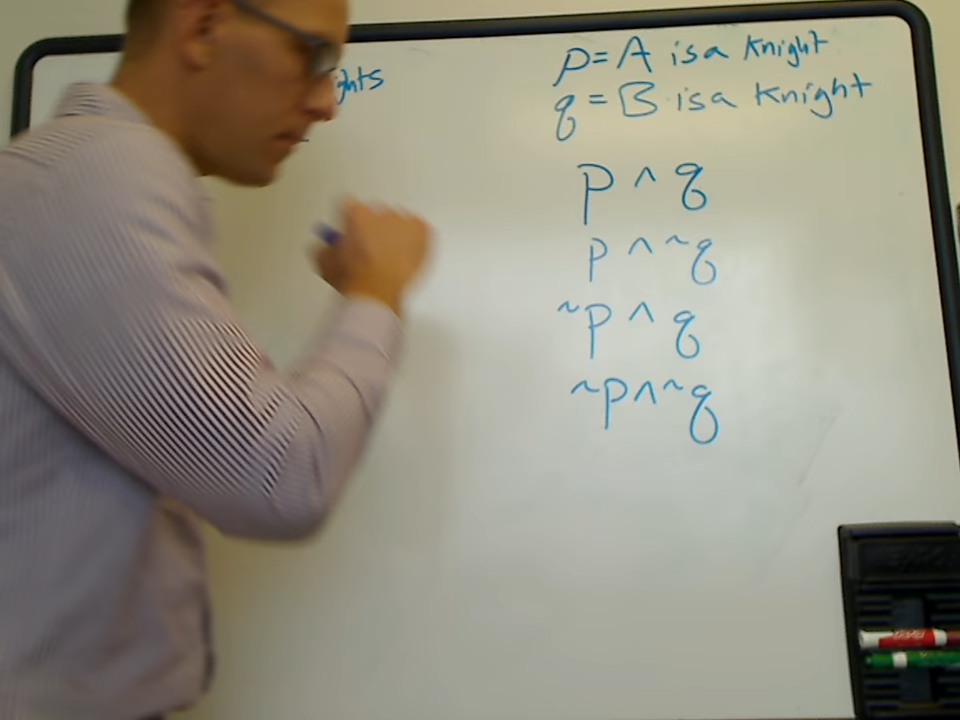 p = A is a Knight
q = B is a Knight
p ^ q
p ^ ~q
~p ^ q
~p ^ ~q